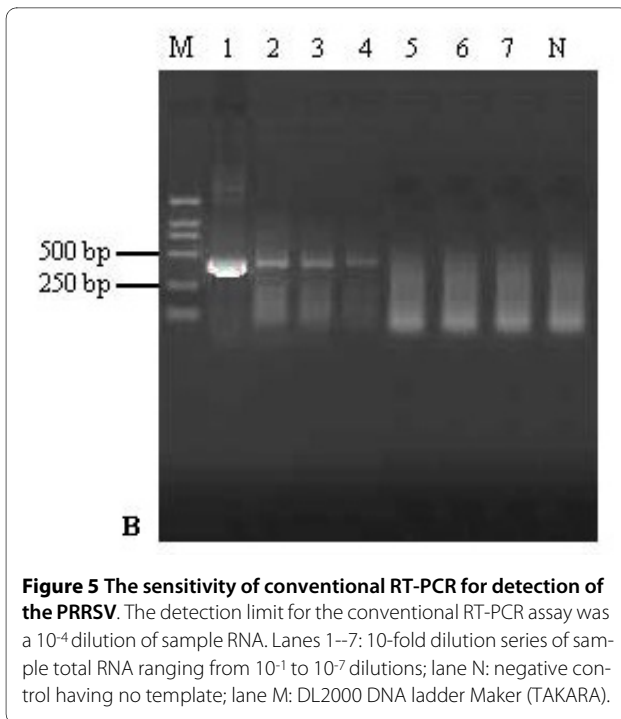 M 1 2 3 4 5 6 7 N
500 bp
250 bp
B
Figure 5 The sensitivity of conventional RT-PCR for detection of
the PRRSV. The detection limit for the conventional RT-PCR assay was
a 10-4 dilution of sample RNA. Lanes 1--7: 10-fold dilution series of sam-
ple total RNA ranging from 10-1 to 10-7 dilutions; lane N: negative con-
trol having no template; lane M: DL2000 DNA ladder Maker (TAKARA).